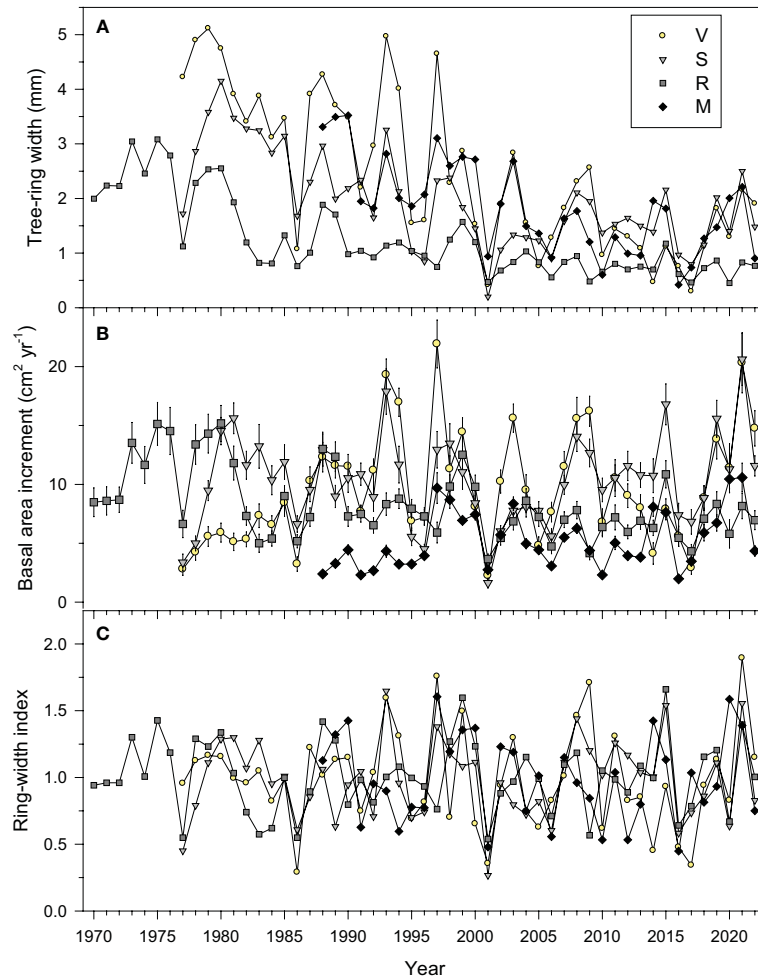 A
5
4
3
2
1
0
Tree-ring width (mm)
V
S
R
M
B
20
10
0
Basal area increment (cm² yr⁻¹)
C
2.0
1.5
1.0
0.5
0.0
Ring-width index
1970 1975 1980 1985 1990 1995 2000 2005 2010 2015 2020
Year